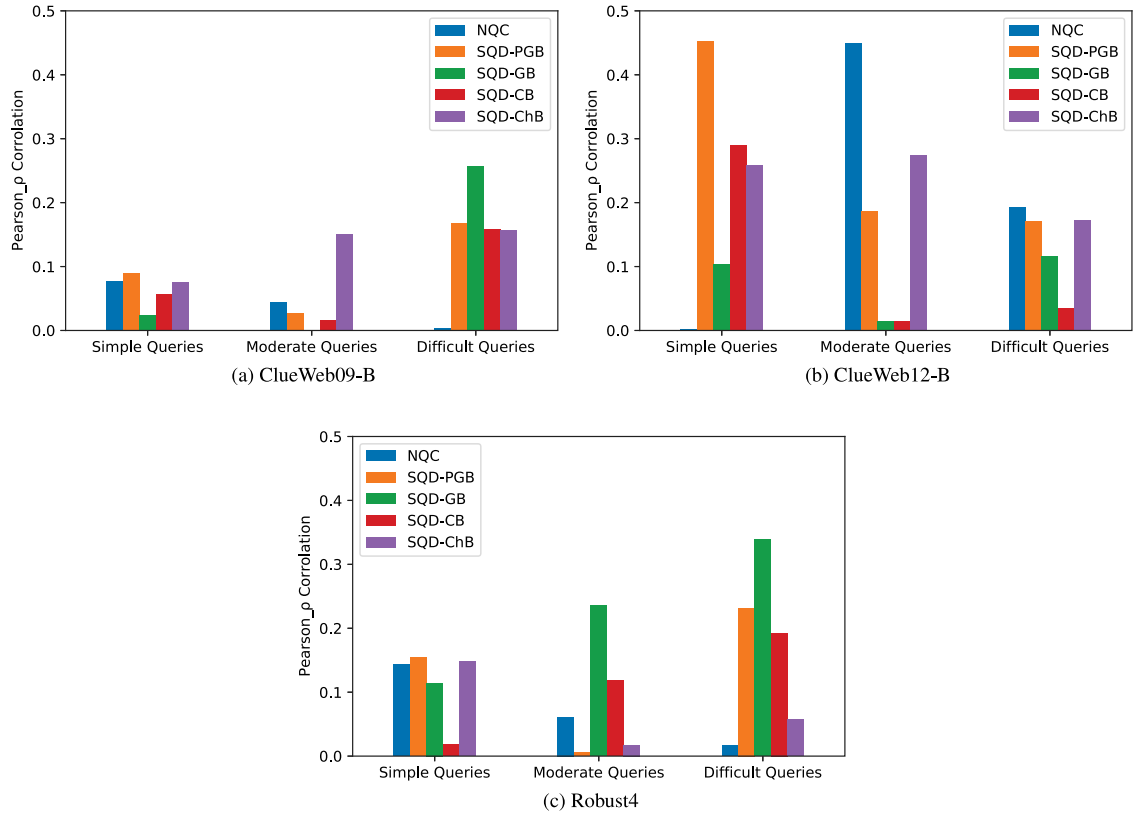 0.5
0.4
0.3
0.2
0.1
0.0
Pearson_ρ Corrolation
NQC
SQD-PGB
SQD-GB
SQD-CB
SQD-ChB
Simple Queries Moderate Queries Difficult Queries
(a) ClueWeb09-B
0.5
0.4
0.3
0.2
0.1
0.0
Pearson_ρ Corrolation
NQC
SQD-PGB
SQD-GB
SQD-CB
SQD-ChB
Simple Queries Moderate Queries Difficult Queries
(b) ClueWeb12-B
0.5
0.4
0.3
0.2
0.1
0.0
Pearson_ρ Corrolation
NQC
SQD-PGB
SQD-GB
SQD-CB
SQD-ChB
Simple Queries Moderate Queries Difficult Queries
(c) Robust4